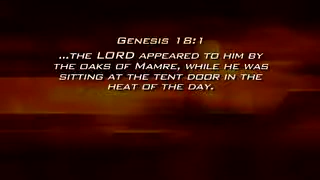 Genesis 18:1
...the LORD appeared to him by
the oaks of Mamre, while he was
sitting at the tent door in the
heat of the day.